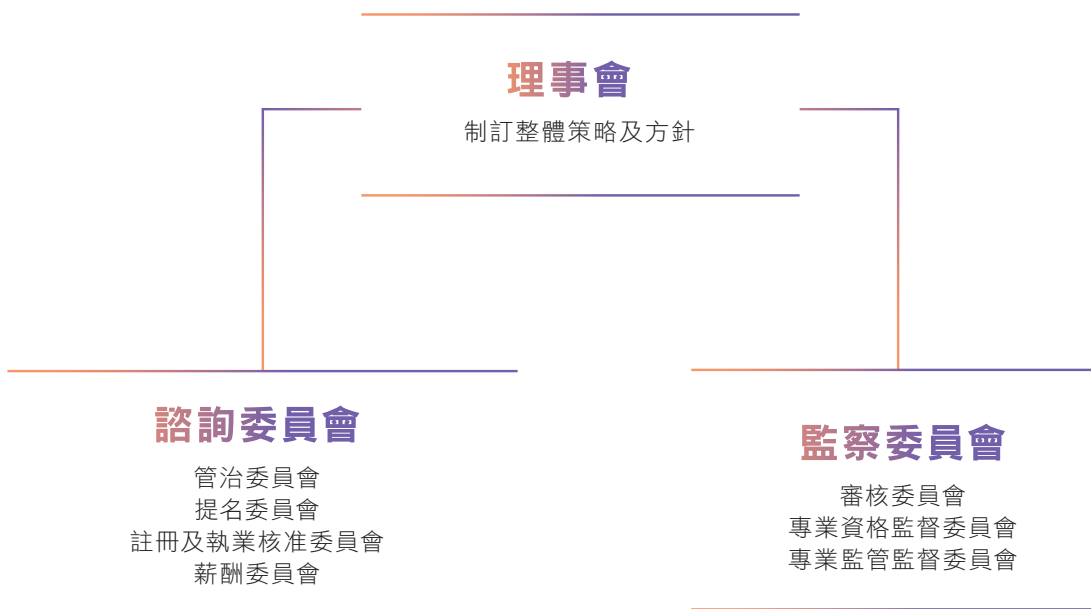 理事會
制訂整體策略及方針
諮詢委員會
管治委員會
提名委員會
註冊及執業核准委員會
薪酬委員會
監察委員會
審核委員會
專業資格監督委員會
專業監管監督委員會